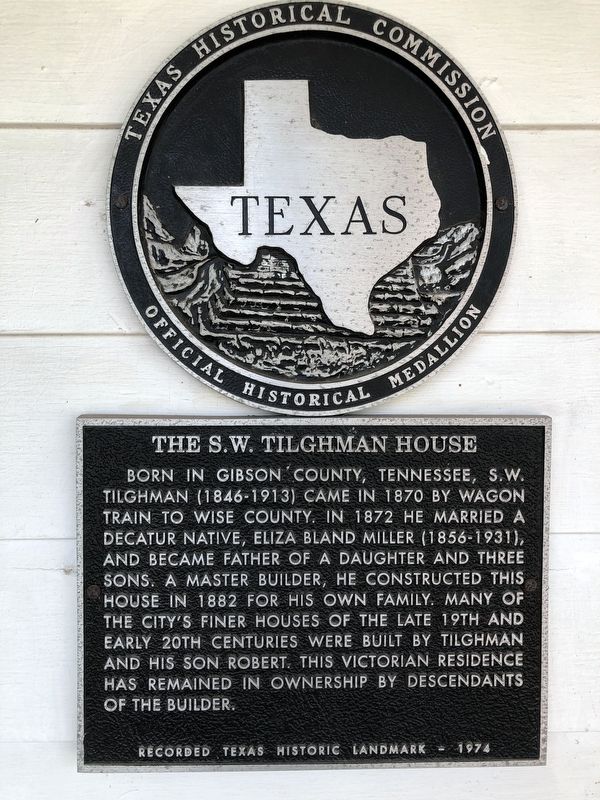 TEXAS HISTORICAL COMMISSION
TEXAS
OFFICIAL HISTORICAL MEDALLION
THE S.W. TILGHMAN HOUSE
BORN IN GIBSON COUNTY, TENNESSEE, S.W.
TILGHMAN (1846-1913) CAME IN 1870 BY WAGON
TRAIN TO WISE COUNTY. IN 1872 HE MARRIED A
DECATUR NATIVE, ELIZA BLAND MILLER (1856-1931),
AND BECAME FATHER OF A DAUGHTER AND THREE
SONS. A MASTER BUILDER, HE CONSTRUCTED THIS
HOUSE IN 1882 FOR HIS OWN FAMILY. MANY OF
THE CITY'S FINER HOUSES OF THE LATE 19TH AND
EARLY 20TH CENTURIES WERE BUILT BY TILGHMAN
AND HIS SON ROBERT. THIS VICTORIAN RESIDENCE
HAS REMAINED IN OWNERSHIP BY DESCENDANTS
OF THE BUILDER.
RECORDED TEXAS HISTORIC LANDMARK – 1974